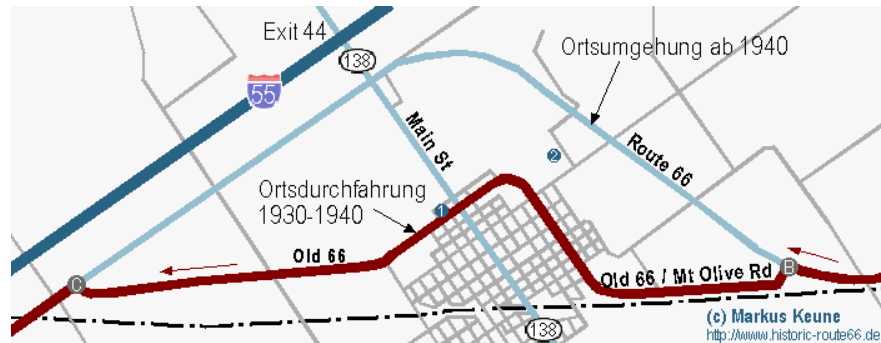 Exit 44
138
Ortsumgehung ab 1940
55
Main St
2
Route 66
Ortsdurchfahrung
1930-1940
1
Old 66
C
Old 66 / Mt Olive Rd
B
138
(c) Markus Keune
http://www.historic-route66.de